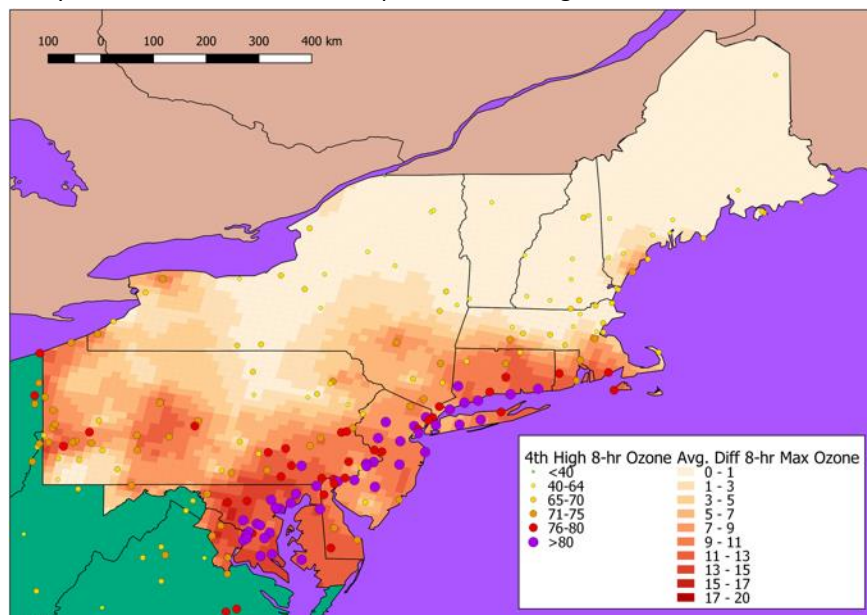 100 0 100 200 300 400 km
4th High 8-hr Ozone Avg. Diff 8-hr Max Ozone
<40 0 - 1
40-64 1 - 3
65-70 3 - 5
71-75 5 - 7
76-80 7 - 9
>80 9 - 11
11 - 13
13 - 15
15 - 17
17 - 20